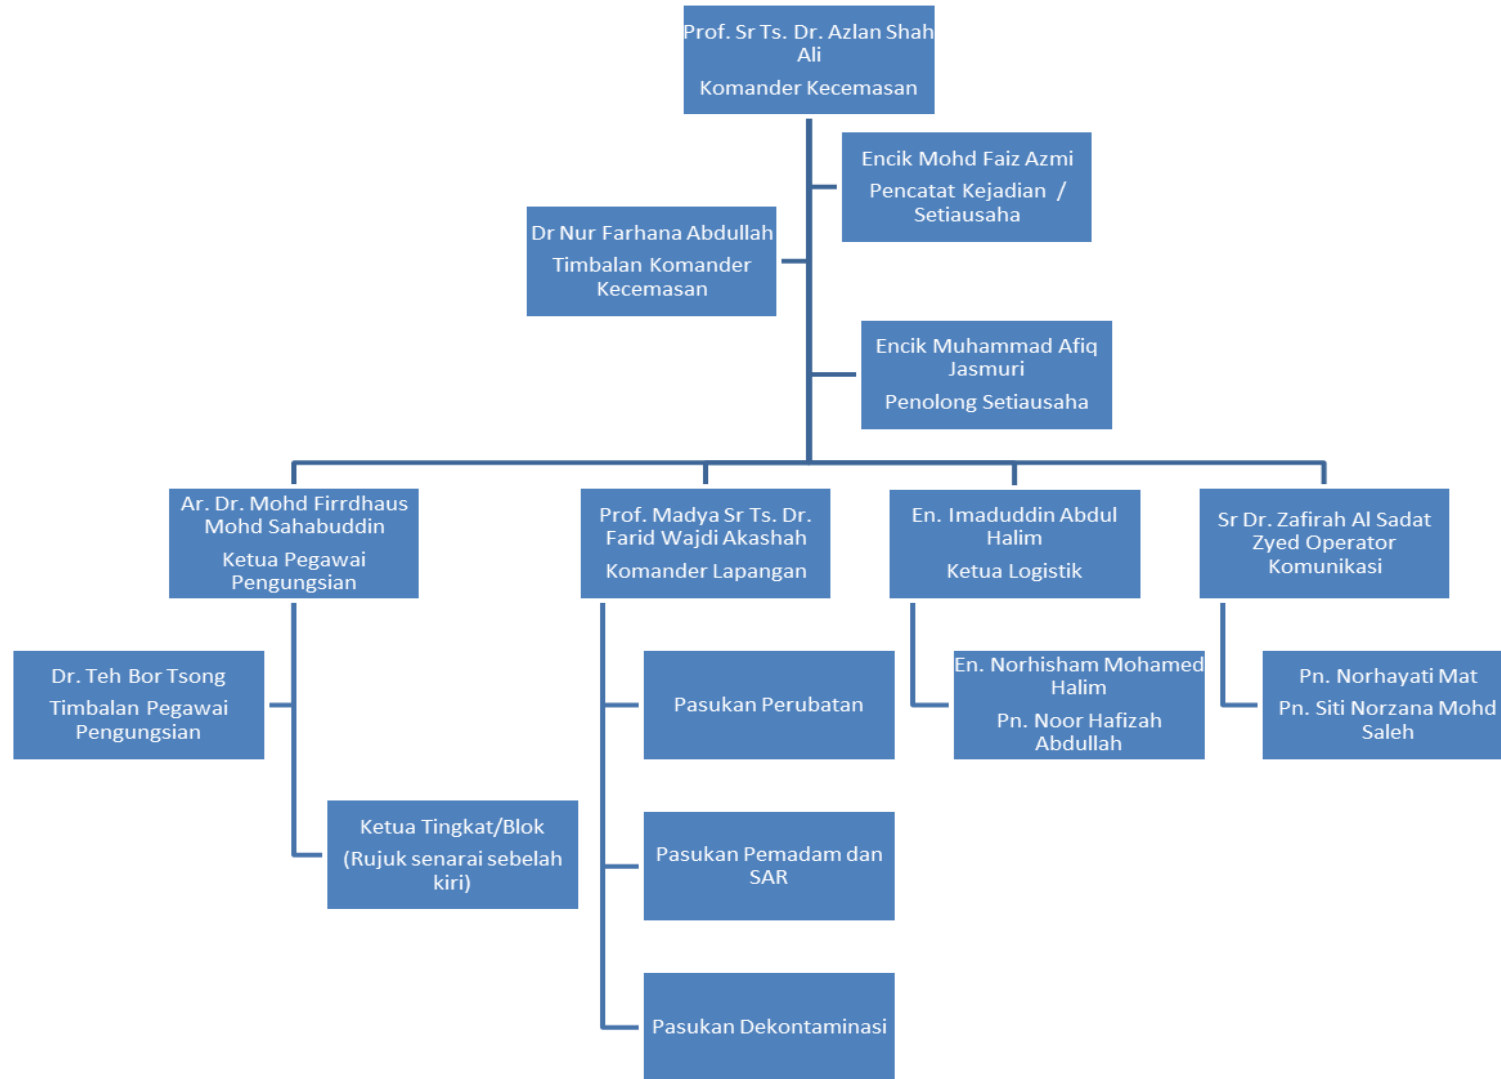 Prof. Sr Ts. Dr. Azlan Shah
Ali
Komander Kecemasan
Encik Mohd Faiz Azmi
Pencatat Kejadian /
Setiausaha
Dr Nur Farhana Abdullah
Timbalan Komander
Kecemasan
Encik Muhammad Afiq
Jasmuri
Penolong Setiausaha
Ar. Dr. Mohd Firrdhaus
Mohd Sahabuddin
Ketua Pegawai
Pengungsian
Prof. Madya Sr Ts. Dr.
Farid Wajdi Akashah
Komander Lapangan
En. Imaduddin Abdul
Halim
Ketua Logistik
Sr Dr. Zafirah Al Sadat
Zyed Operator
Komunikasi
Dr. Teh Bor Tsong
Timbalan Pegawai
Pengungsian
Pasukan Perubatan
En. Norhisham Mohamed
Halim
Pn. Noor Hafizah
Abdullah
Pn. Norhayati Mat
Pn. Siti Norzana Mohd
Saleh
Ketua Tingkat/Blok
(Rujuk senarai sebelah
kiri)
Pasukan Pemadam dan
SAR
Pasukan Dekontaminasi